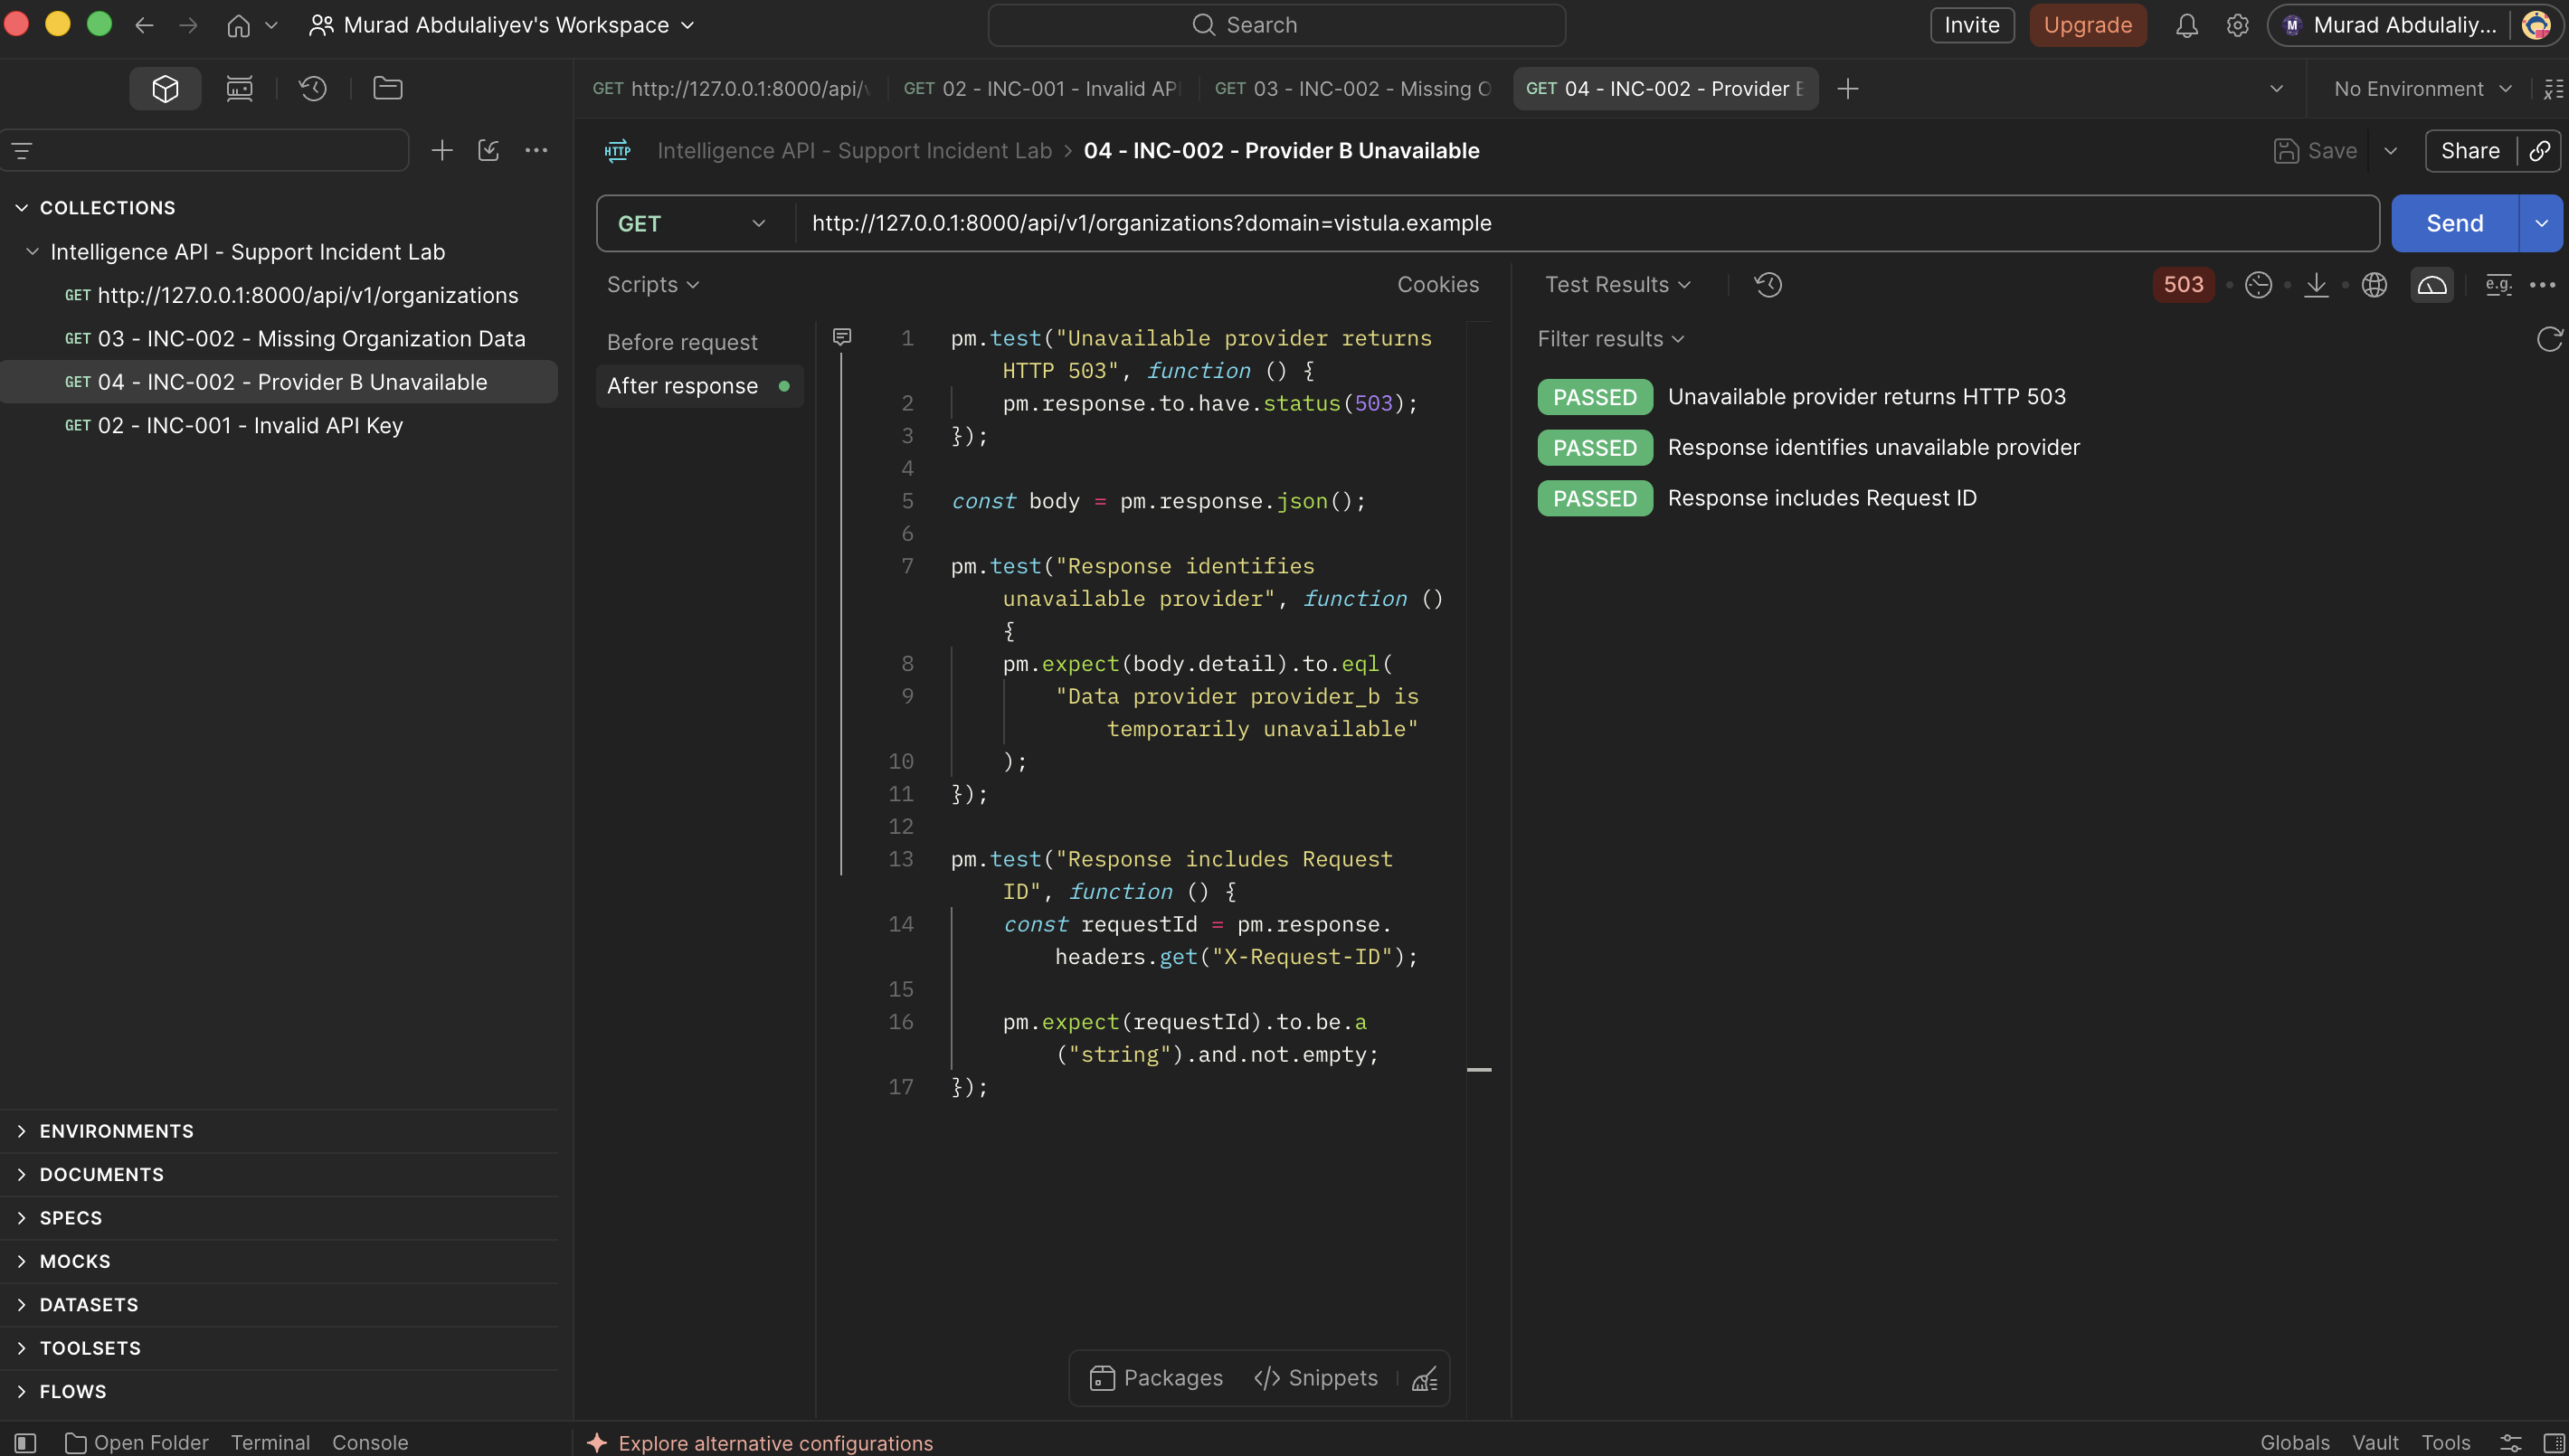 Murad Abdulaliyev's Workspace
Search
Invite
Upgrade
M
Murad Abdulaliy...
GET http://127.0.0.1:8000/api/v
GET 02 - INC-001 - Invalid API
GET 03 - INC-002 - Missing O
GET 04 - INC-002 - Provider B
No Environment
HTTP
Intelligence API - Support Incident Lab > 04 - INC-002 - Provider B Unavailable
Save
Share
COLLECTIONS
Intelligence API - Support Incident Lab
GET http://127.0.0.1:8000/api/v1/organizations
GET 03 - INC-002 - Missing Organization Data
GET 04 - INC-002 - Provider B Unavailable
GET 02 - INC-001 - Invalid API Key
ENVIRONMENTS
DOCUMENTS
SPECS
MOCKS
DATASETS
TOOLSETS
FLOWS
GET
http://127.0.0.1:8000/api/v1/organizations?domain=vistula.example
Send
Scripts
Cookies
Before request
After response
1 pm.test("Unavailable provider returns
HTTP 503", function () {
2 pm.response.to.have.status(503);
3 });
4
5 const body = pm.response.json();
6
7 pm.test("Response identifies
unavailable provider", function ()
{
8 pm.expect(body.detail).to.eql(
9 "Data provider provider_b is
temporarily unavailable"
10 );
11 });
12
13 pm.test("Response includes Request
ID", function () {
14 const requestId = pm.response.
headers.get("X-Request-ID");
15
16 pm.expect(requestId).to.be.a
("string").and.not.empty;
17 });
Packages
Snippets
Test Results
503
e.g.
Filter results
PASSED Unavailable provider returns HTTP 503
PASSED Response identifies unavailable provider
PASSED Response includes Request ID
Open Folder
Terminal
Console
Explore alternative configurations
Globals
Vault
Tools